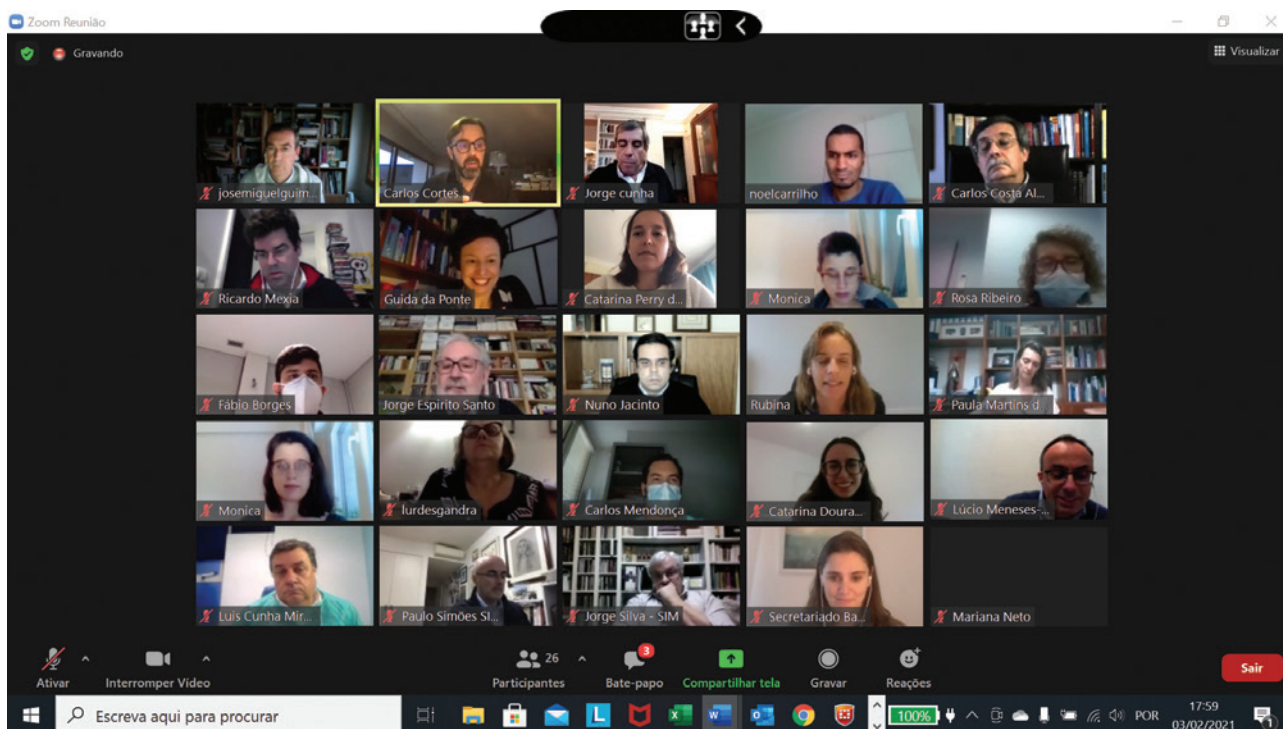 Zoom Reunião
Gravando
Visualizar
josemiguelguim...
Carlos Cortes
Jorge cunha
noelcarrilho
Carlos Costa Al...
Ricardo Mexia
Guida da Ponte
Catarina Perry d...
Monica
Rosa Ribeiro
Fábio Borges
Jorge Espirito Santo
Nuno Jacinto
Rubina
Paula Martins d
Monica
lurdesgandra
Carlos Mendonça
Catarina Doura...
Lúcio Meneses-...
Luis Cunha Mir...
Paulo Simões SI...
Jorge Silva - SIM
Secretariado Ba...
Mariana Neto
Ativar
Interromper Vídeo
26
Participantes
3
Bate-papo
Compartilhar tela
Gravar
Reações
Sair
Escreva aqui para procurar
L
100%
POR
17:59
03/02/2021
1